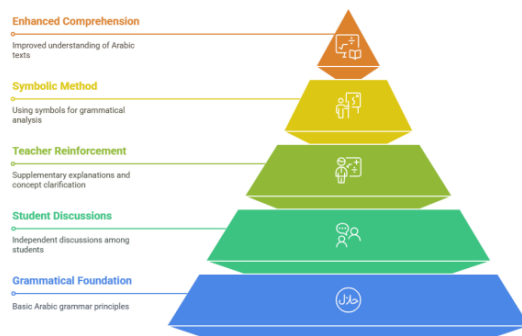 Enhanced Comprehension
Improved understanding of Arabic
texts
Symbolic Method
Using symbols for grammatical
analysis
Teacher Reinforcement
Supplementary explanations and
concept clarification
Student Discussions
Independent discussions among
students
Grammatical Foundation
Basic Arabic grammar principles
حلال